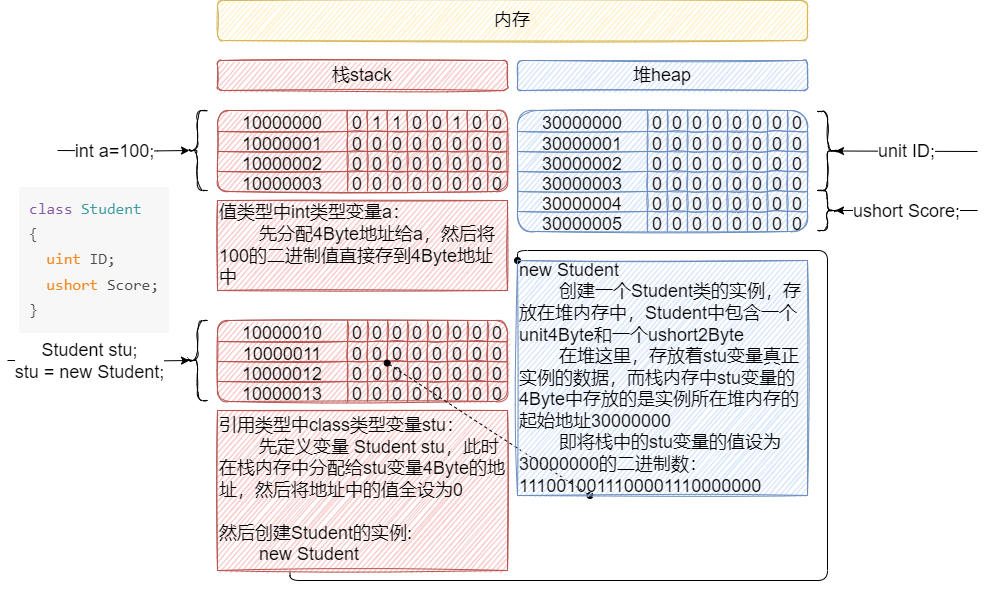 内存
栈stack
堆heap
int a=100;
10000000 0 1 1 0 0 1 0 0
10000001 0 0 0 0 0 0 0 0
10000002 0 0 0 0 0 0 0 0
10000003 0 0 0 0 0 0 0 0
30000000 0 0 0 0 0 0 0 0
30000001 0 0 0 0 0 0 0 0
30000002 0 0 0 0 0 0 0 0
30000003 0 0 0 0 0 0 0 0
30000004 0 0 0 0 0 0 0 0
30000005 0 0 0 0 0 0 0 0
unit ID;
ushort Score;
class Student
{
uint ID;
ushort Score;
}
值类型中int类型变量a：
先分配4Byte地址给a，然后将
100的二进制值直接存到4Byte地址
中
Student stu;
stu = new Student;
10000010 0 0 0 0 0 0 0 0
10000011 0 0 0 0 0 0 0 0
10000012 0 0 0 0 0 0 0 0
10000013 0 0 0 0 0 0 0 0
引用类型中class类型变量stu：
先定义变量 Student stu，此时
在栈内存中分配给stu变量4Byte的地
址，然后将地址中的值全设为0
然后创建Student的实例:
new Student
new Student
创建一个Student类的实例，存
放在堆内存中，Student中包含一个
unit4Byte和一个ushort2Byte
在堆这里，存放着stu变量真正
实例的数据，而栈内存中stu变量的
4Byte中存放的是实例所在堆内存的
起始地址30000000
即将栈中的stu变量的值设为
30000000的二进制数：
1110010011100001110000000